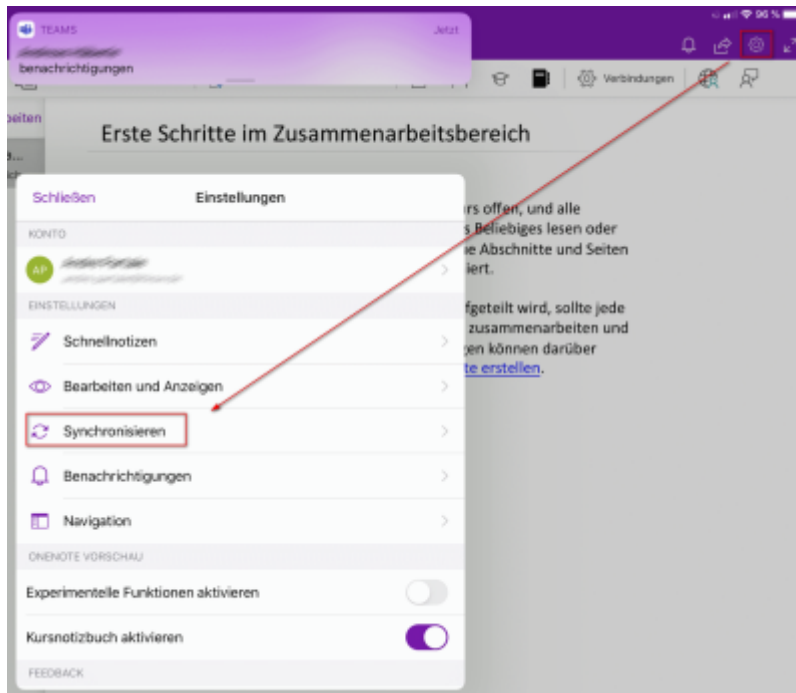 96 %
TEAMS
Jetzt
benachrichtigungen
Verbindungen
Erste Schritte im Zusammenarbeitsbereich
Schließen
Einstellungen
rs offen, und alle
s Beliebiges lesen oder
KONTO
e Abschnitte und Seiten
AP
iert.
EINSTELLUNGEN
fgeteilt wird, sollte jede
Schnellnotizen
zusammenarbeiten und
en können darüber
te erstellen.
Bearbeiten und Anzeigen
Synchronisieren
Benachrichtigungen
Navigation
ONENOTE VORSCHAU
Experimentelle Funktionen aktivieren
Kursnotizbuch aktivieren
FEEDBACK